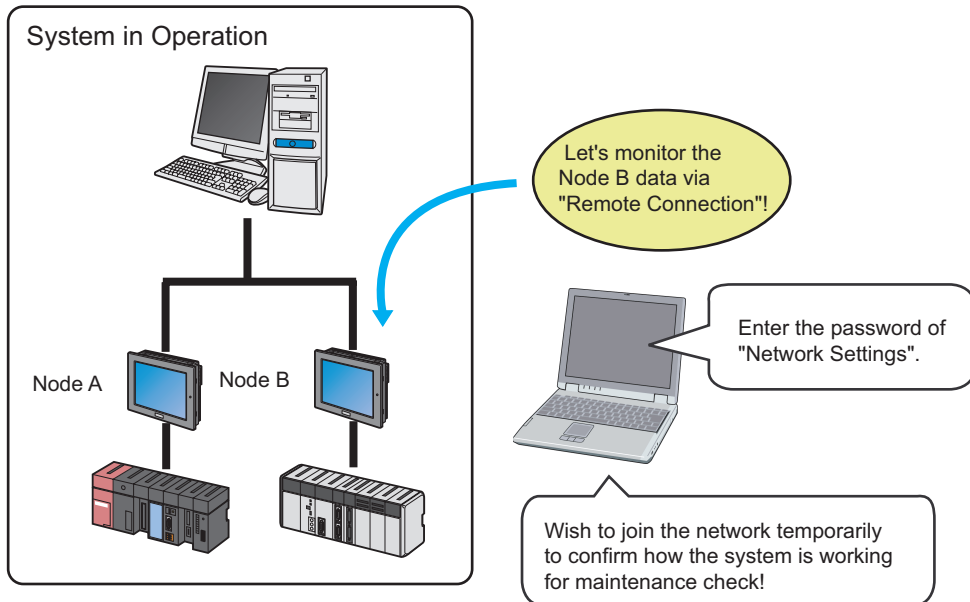 System in Operation
Let's monitor the
Node B data via
"Remote Connection"!
Enter the password of
"Network Settings".
Node A
Node B
Wish to join the network temporarily
to confirm how the system is working
for maintenance check!